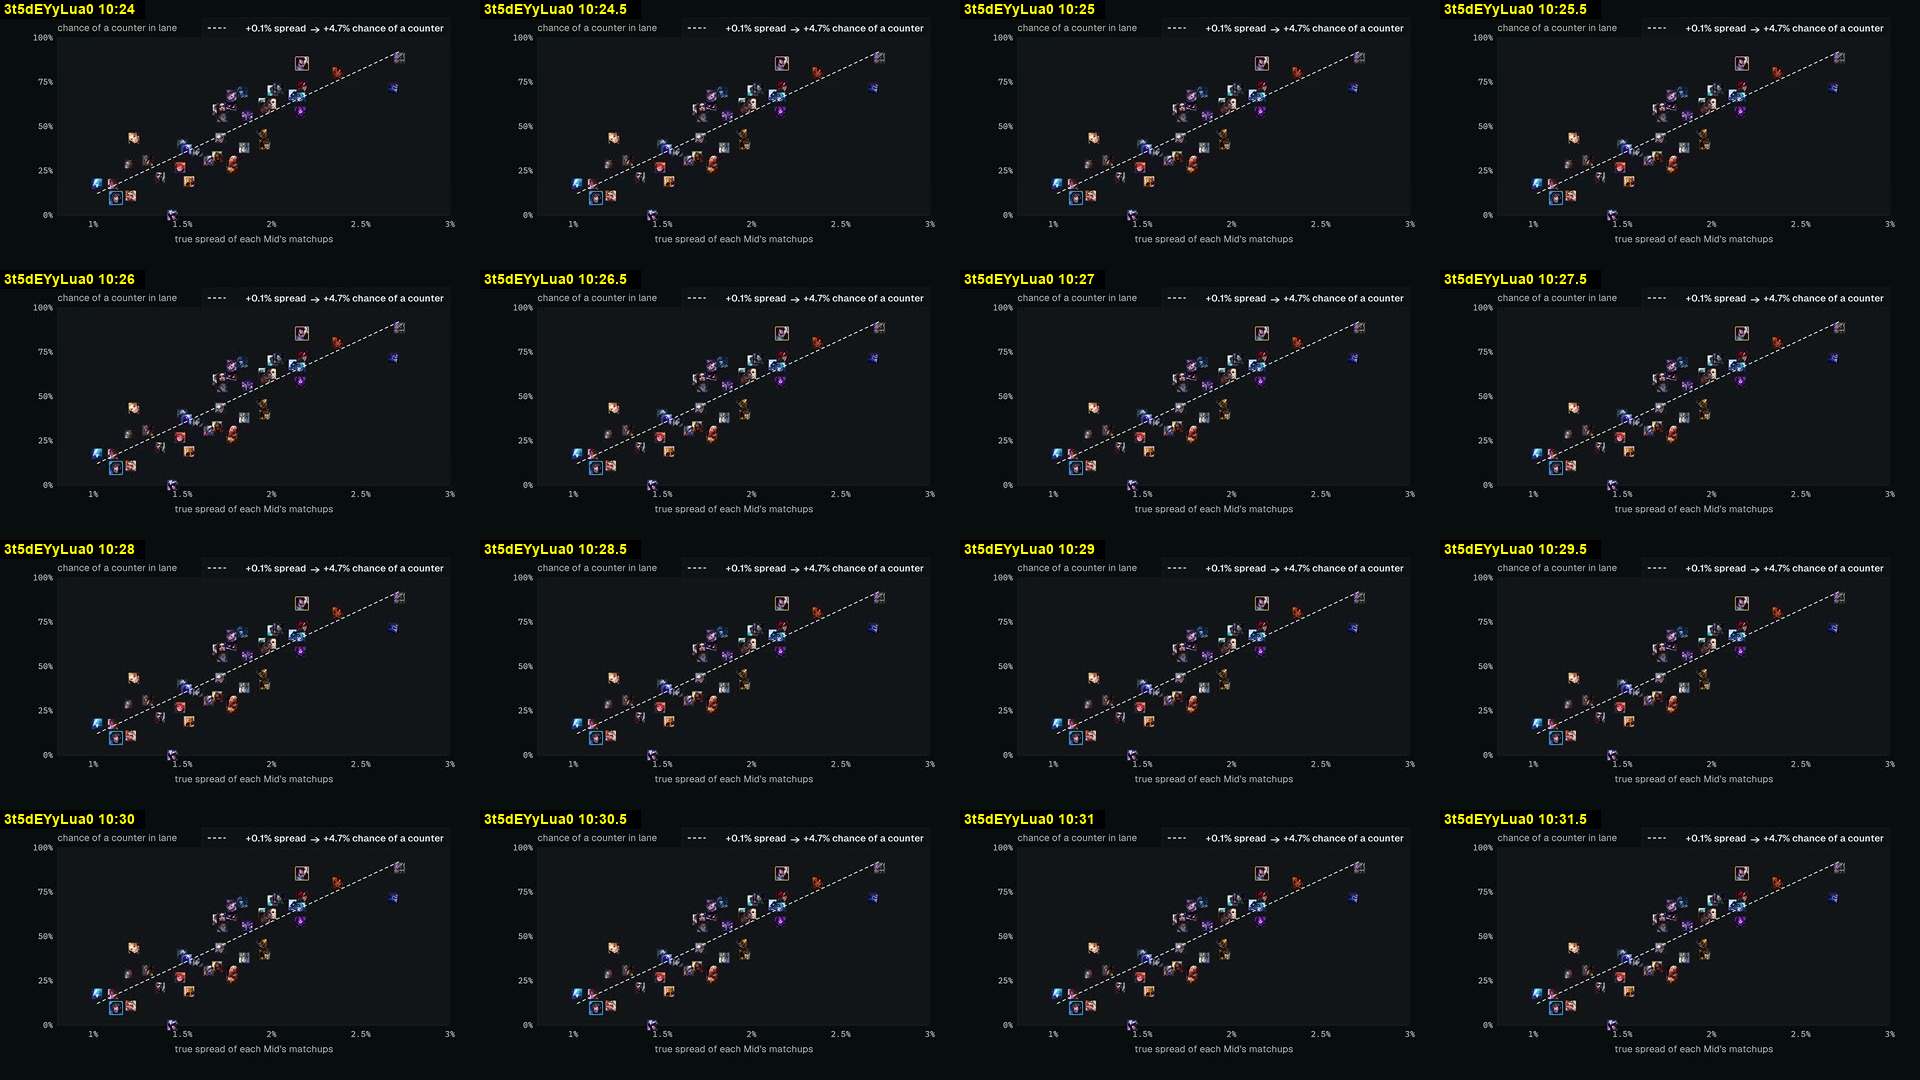 3t5dEYyLua0 10:24
chance of a counter in lane
+0.1% spread → +4.7% chance of a counter
100%
75%
50%
25%
0%
1% 1.5% 2% 2.5% 3%
true spread of each Mid's matchups
3t5dEYyLua0 10:24.5
chance of a counter in lane
+0.1% spread → +4.7% chance of a counter
100%
75%
50%
25%
0%
1% 1.5% 2% 2.5% 3%
true spread of each Mid's matchups
3t5dEYyLua0 10:25
chance of a counter in lane
+0.1% spread → +4.7% chance of a counter
100%
75%
50%
25%
0%
1% 1.5% 2% 2.5% 3%
true spread of each Mid's matchups
3t5dEYyLua0 10:25.5
chance of a counter in lane
+0.1% spread → +4.7% chance of a counter
100%
75%
50%
25%
0%
1% 1.5% 2% 2.5% 3%
true spread of each Mid's matchups
3t5dEYyLua0 10:26
chance of a counter in lane
+0.1% spread → +4.7% chance of a counter
100%
75%
50%
25%
0%
1% 1.5% 2% 2.5% 3%
true spread of each Mid's matchups
3t5dEYyLua0 10:26.5
chance of a counter in lane
+0.1% spread → +4.7% chance of a counter
100%
75%
50%
25%
0%
1% 1.5% 2% 2.5% 3%
true spread of each Mid's matchups
3t5dEYyLua0 10:27
chance of a counter in lane
+0.1% spread → +4.7% chance of a counter
100%
75%
50%
25%
0%
1% 1.5% 2% 2.5% 3%
true spread of each Mid's matchups
3t5dEYyLua0 10:27.5
chance of a counter in lane
+0.1% spread → +4.7% chance of a counter
100%
75%
50%
25%
0%
1% 1.5% 2% 2.5% 3%
true spread of each Mid's matchups
3t5dEYyLua0 10:28
chance of a counter in lane
+0.1% spread → +4.7% chance of a counter
100%
75%
50%
25%
0%
1% 1.5% 2% 2.5% 3%
true spread of each Mid's matchups
3t5dEYyLua0 10:28.5
chance of a counter in lane
+0.1% spread → +4.7% chance of a counter
100%
75%
50%
25%
0%
1% 1.5% 2% 2.5% 3%
true spread of each Mid's matchups
3t5dEYyLua0 10:29
chance of a counter in lane
+0.1% spread → +4.7% chance of a counter
100%
75%
50%
25%
0%
1% 1.5% 2% 2.5% 3%
true spread of each Mid's matchups
3t5dEYyLua0 10:29.5
chance of a counter in lane
+0.1% spread → +4.7% chance of a counter
100%
75%
50%
25%
0%
1% 1.5% 2% 2.5% 3%
true spread of each Mid's matchups
3t5dEYyLua0 10:30
chance of a counter in lane
+0.1% spread → +4.7% chance of a counter
100%
75%
50%
25%
0%
1% 1.5% 2% 2.5% 3%
true spread of each Mid's matchups
3t5dEYyLua0 10:30.5
chance of a counter in lane
+0.1% spread → +4.7% chance of a counter
100%
75%
50%
25%
0%
1% 1.5% 2% 2.5% 3%
true spread of each Mid's matchups
3t5dEYyLua0 10:31
chance of a counter in lane
+0.1% spread → +4.7% chance of a counter
100%
75%
50%
25%
0%
1% 1.5% 2% 2.5% 3%
true spread of each Mid's matchups
3t5dEYyLua0 10:31.5
chance of a counter in lane
+0.1% spread → +4.7% chance of a counter
100%
75%
50%
25%
0%
1% 1.5% 2% 2.5% 3%
true spread of each Mid's matchups